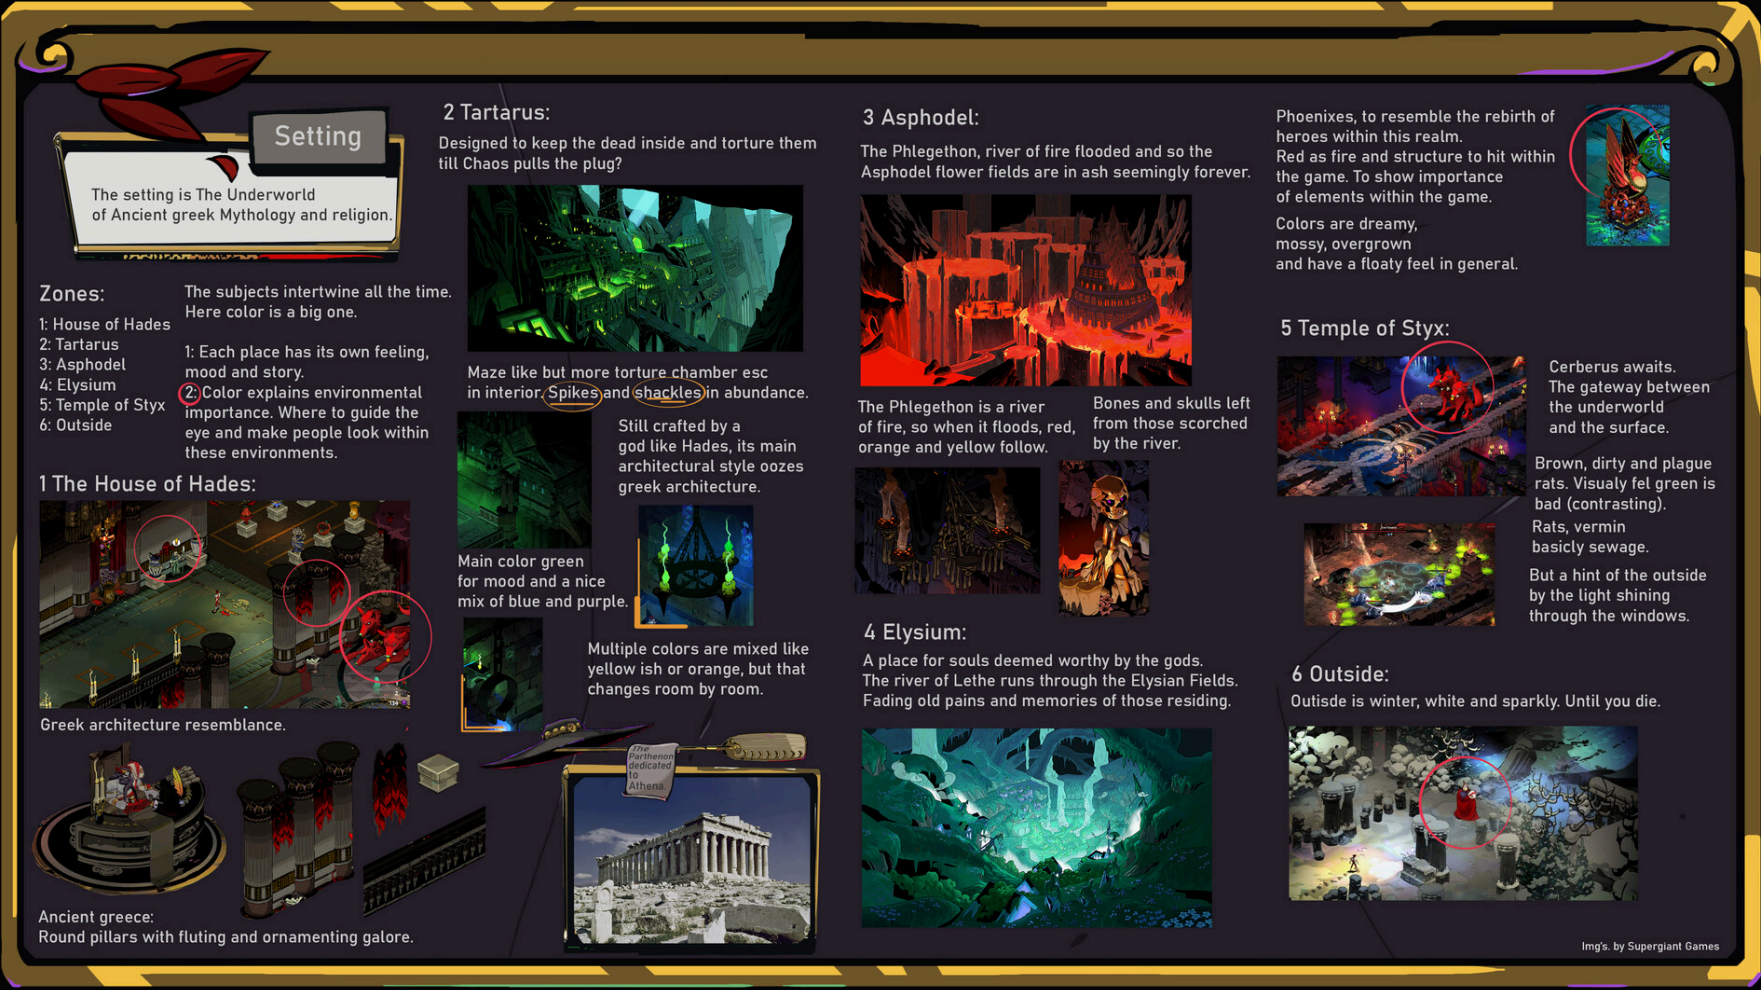 Setting
The setting is The Underworld
of Ancient greek Mythology and religion.
Zones:
1: House of Hades
2: Tartarus
3: Asphodel
4: Elysium
5: Temple of Styx
6: Outside
The subjects intertwine all the time.
Here color is a big one.
1: Each place has its own feeling,
mood and story.
2: Color explains environmental
importance. Where to guide the
eye and make people look within
these environments.
1 The House of Hades:
Greek architecture resemblance.
Ancient greece:
Round pillars with fluting and ornamenting galore.
2 Tartarus:
Designed to keep the dead inside and torture them
till Chaos pulls the plug?
Maze like but more torture chamber esc
in interior. Spikes and shackles in abundance.
Still crafted by a
god like Hades, its main
architectural style oozes
greek architecture.
Main color green
for mood and a nice
mix of blue and purple.
Multiple colors are mixed like
yellow ish or orange, but that
changes room by room.
The
Parthenon
dedicated
to
Athena.
3 Asphodel:
The Phlegethon, river of fire flooded and so the
Asphodel flower fields are in ash seemingly forever.
The Phlegethon is a river
of fire, so when it floods, red,
orange and yellow follow.
Bones and skulls left
from those scorched
by the river.
4 Elysium:
A place for souls deemed worthy by the gods.
The river of Lethe runs through the Elysian Fields.
Fading old pains and memories of those residing.
Phoenixes, to resemble the rebirth of
heroes within this realm.
Red as fire and structure to hit within
the game. To show importance
of elements within the game.
Colors are dreamy,
mossy, overgrown
and have a floaty feel in general.
5 Temple of Styx:
Cerberus awaits.
The gateway between
the underworld
and the surface.
Brown, dirty and plague
rats. Visualy fel green is
bad (contrasting).
Rats, vermin
basicly sewage.
But a hint of the outside
by the light shining
through the windows.
6 Outside:
Outisde is winter, white and sparkly. Until you die.
Img's. by Supergiant Games